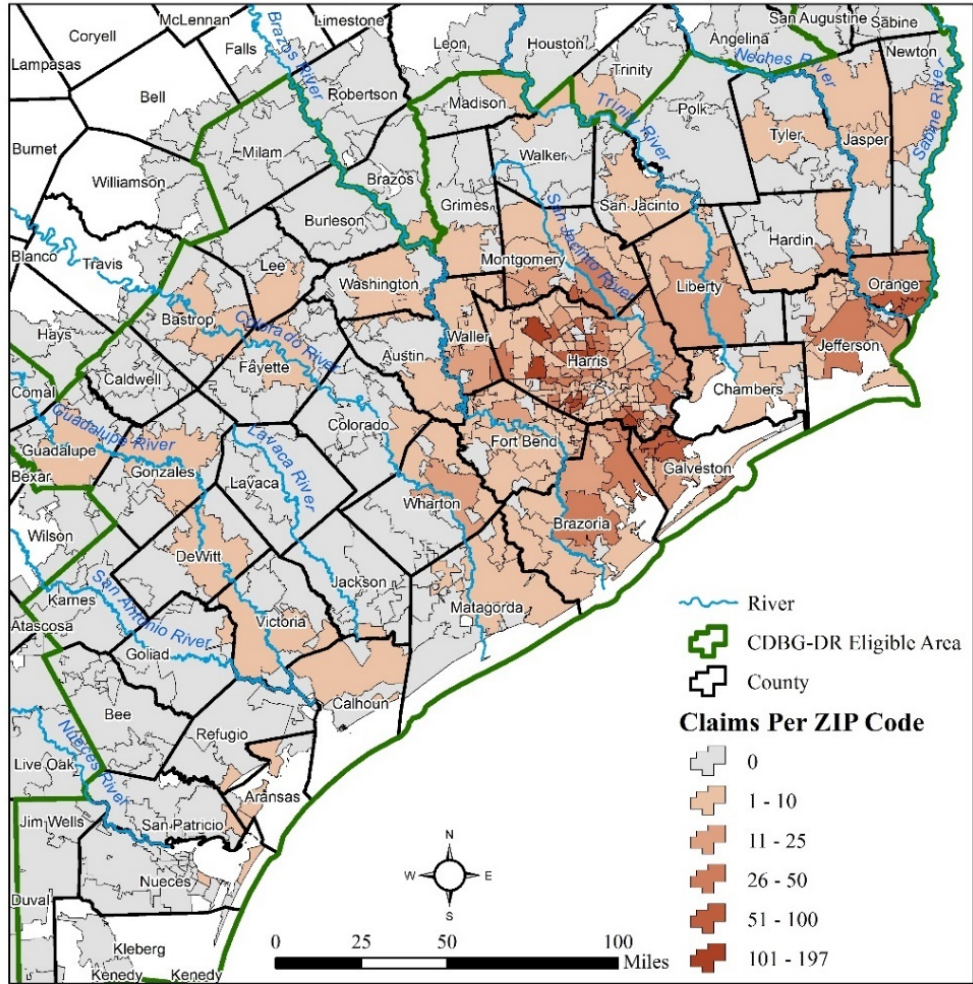 McLennan
Limestone
San Augustine
Sabine
Coryell
Falls
Brazos River
Leon
Houston
Angelina
Newton
Lampasas
Neches River
Bell
Robertson
Madison
Trinity
Trinity River
Polk
Sabine River
Burnet
Milam
Walker
Tyler
Jasper
Williamson
Brazos
Grimes
San Jacinto
Burleson
San Jacinto River
Hardin
Blanco
Travis
Lee
Washington
Montgomery
Liberty
Orange
Bastrop
Colorado River
Waller
Harris
Jefferson
Hays
Fayette
Austin
Chambers
Comal
Caldwell
Guadalupe River
Lavaca River
Colorado
Fort Bend
Guadalupe
Gonzales
Galveston
Bexar
Lavaca
Wharton
Brazoria
Wilson
DeWitt
San Antonio River
Jackson
Matagorda
Karnes
Atascosa
Victoria
Goliad
Calhoun
Bee
Refugio
Nueces River
Live Oak
Aransas
Jim Wells
San Patricio
Nueces
Duval
Kleberg
Kenedy
Kenedy
River
CDBG-DR Eligible Area
County
Claims Per ZIP Code
0
1 - 10
11 - 25
26 - 50
51 - 100
101 - 197
N
W
E
S
0 25 50 100
Miles